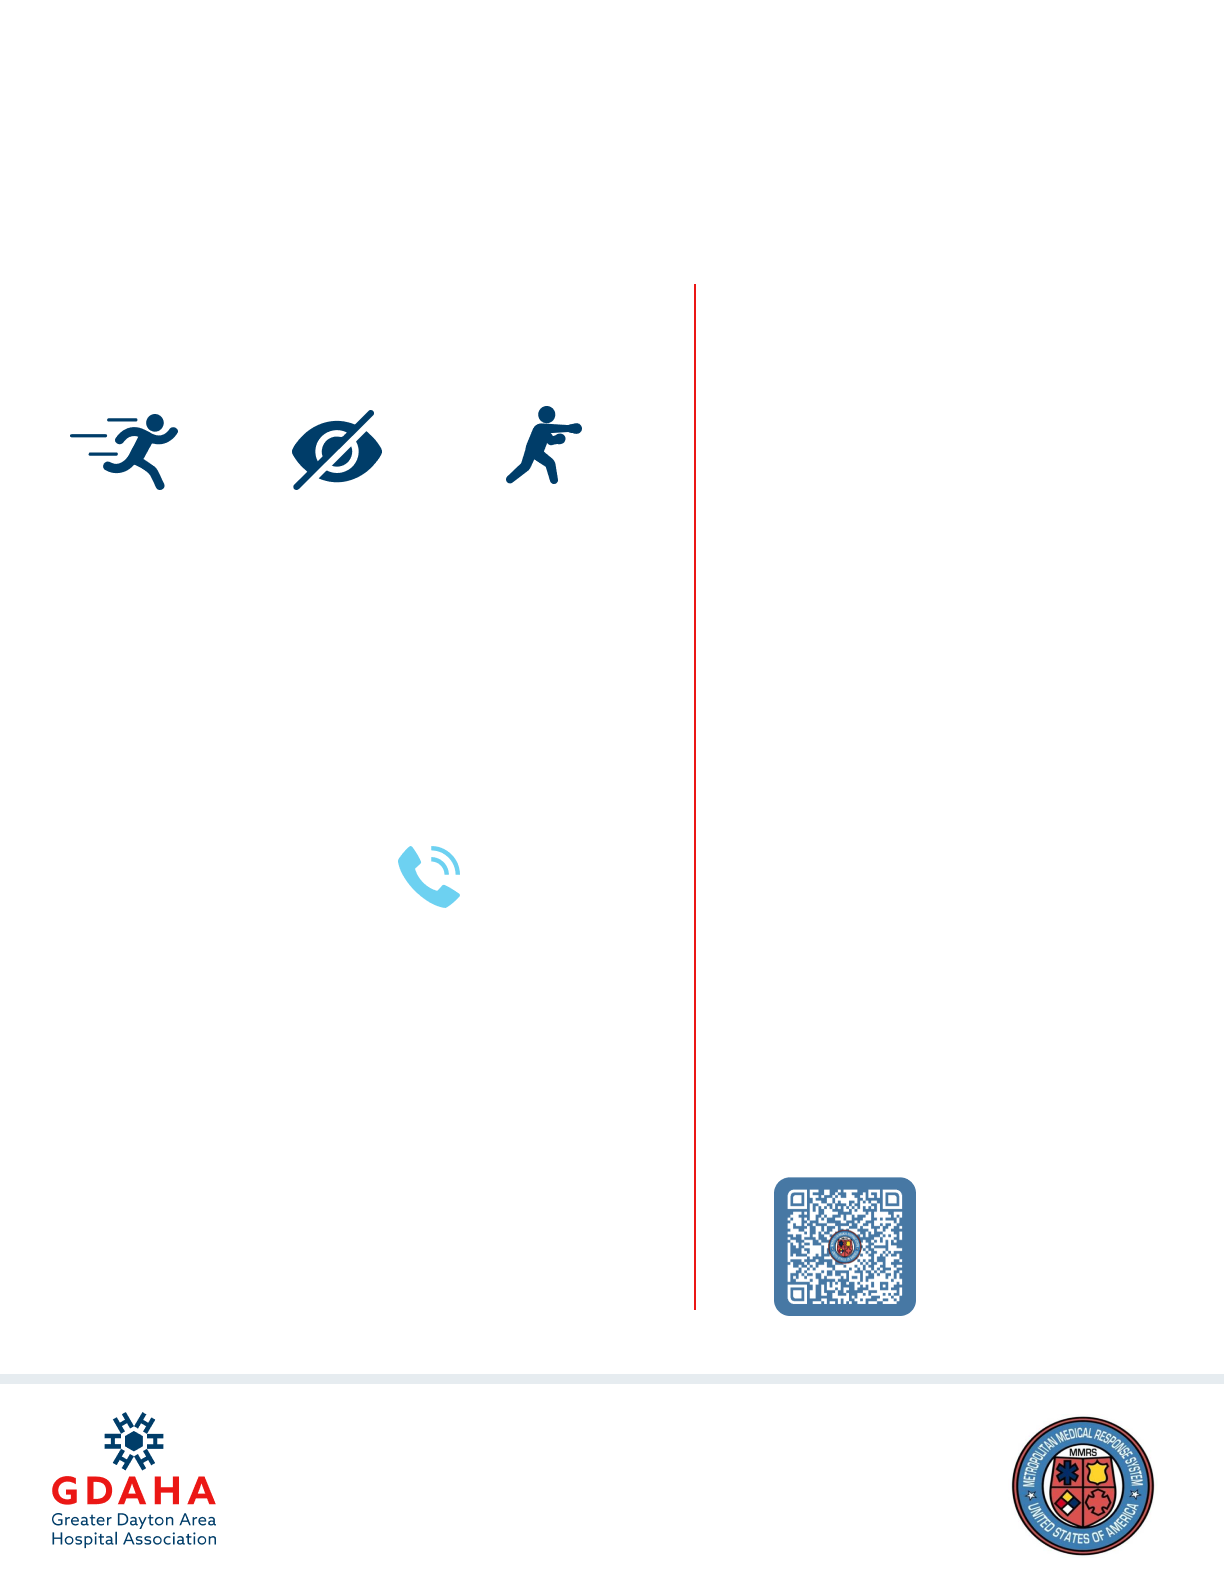 GDAHA
Greater Dayton Area
Hospital Association
METROPOLITAN MEDICAL RESPONSE SYSTEM
MMRS
UNITED STATES OF AMERICA